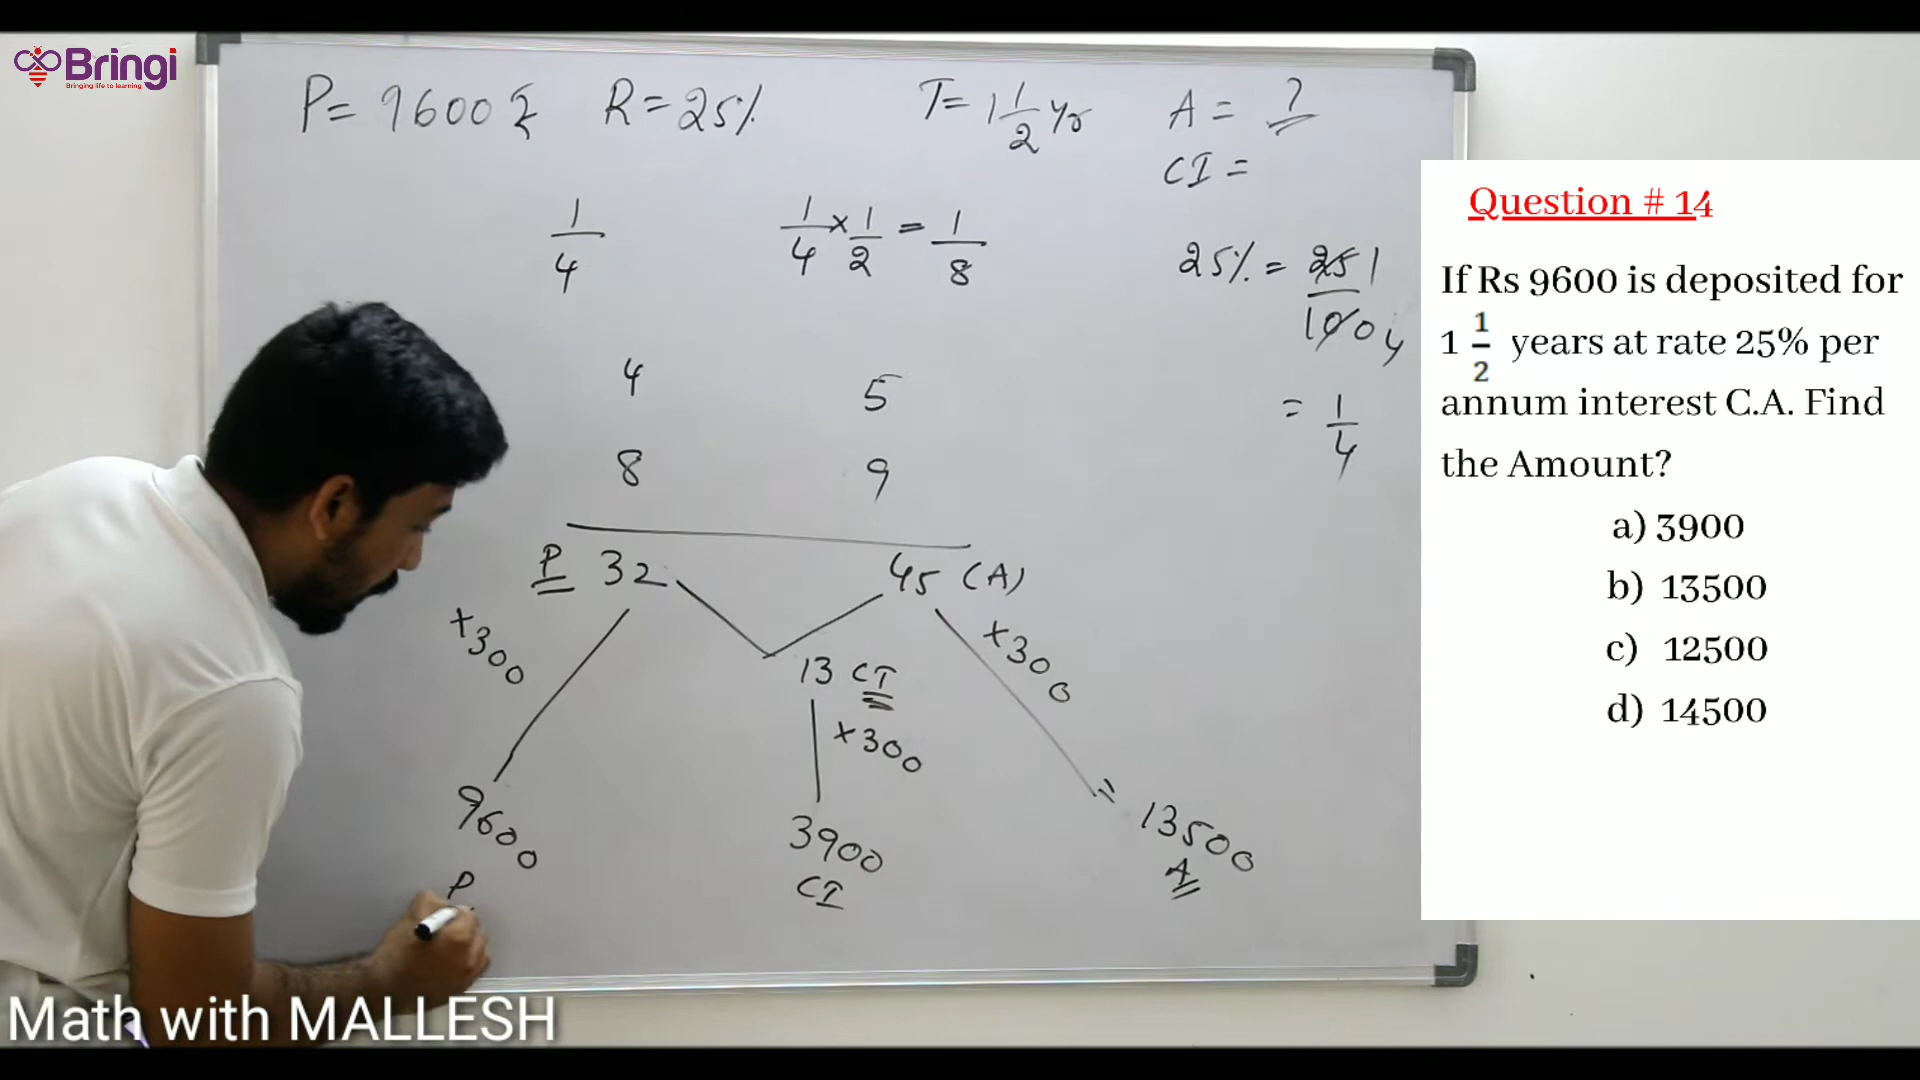 Bringi
Bringing life to learning
P= 9600 ₹ R= 25% T= 1 1/2 yr A = ?
CI =
1/4 1/4 × 1/2 = 1/8
25% = 25/100 1/4
= 1/4
4 5
8 9
P 32 45 (A)
×300 ×300
13 CI
×300
9600 3900 = 13500
P CI A
Question # 14
If Rs 9600 is deposited for
1 1/2 years at rate 25% per
annum interest C.A. Find
the Amount?
a) 3900
b) 13500
c) 12500
d) 14500
Math with MALLESH